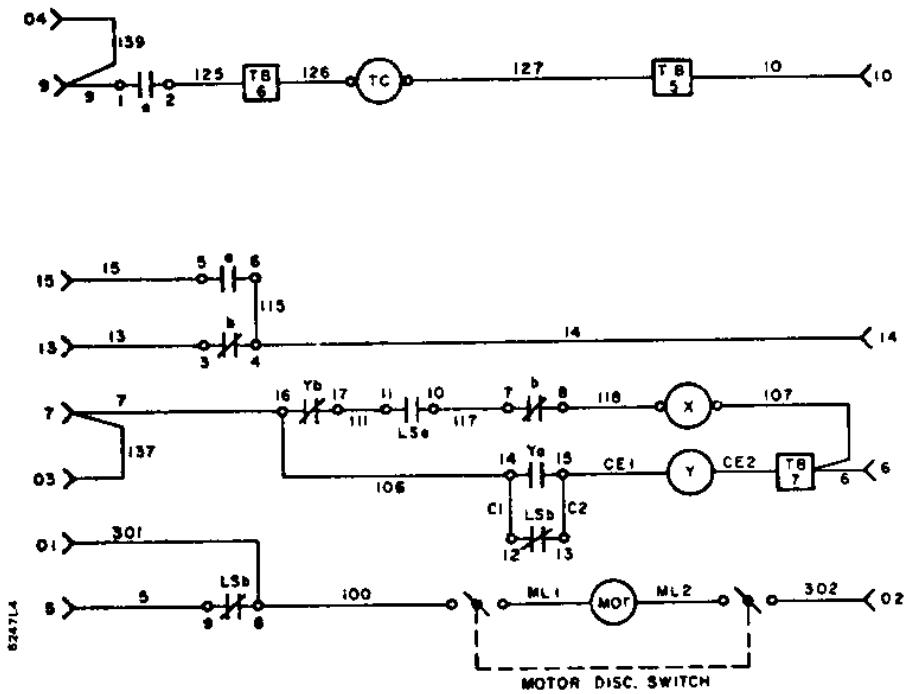 04
139
9 9 1 a 2 125 TB 6 126 TC 127 TB 5 10 10
15 15 5 a 6
115
13 13 3 b 4 14 14
7 7 16 Yb 17 111 11 LSa 10 117 7 b 8 118 X 107
137
03 106 14 Ya 15 CE1 Y CE2 TB 7 6 6
C1 LSb C2
12 13
01 301
5 5 9 LSb 8 100 ML1 MOT ML2 302 02
MOTOR DISC. SWITCH